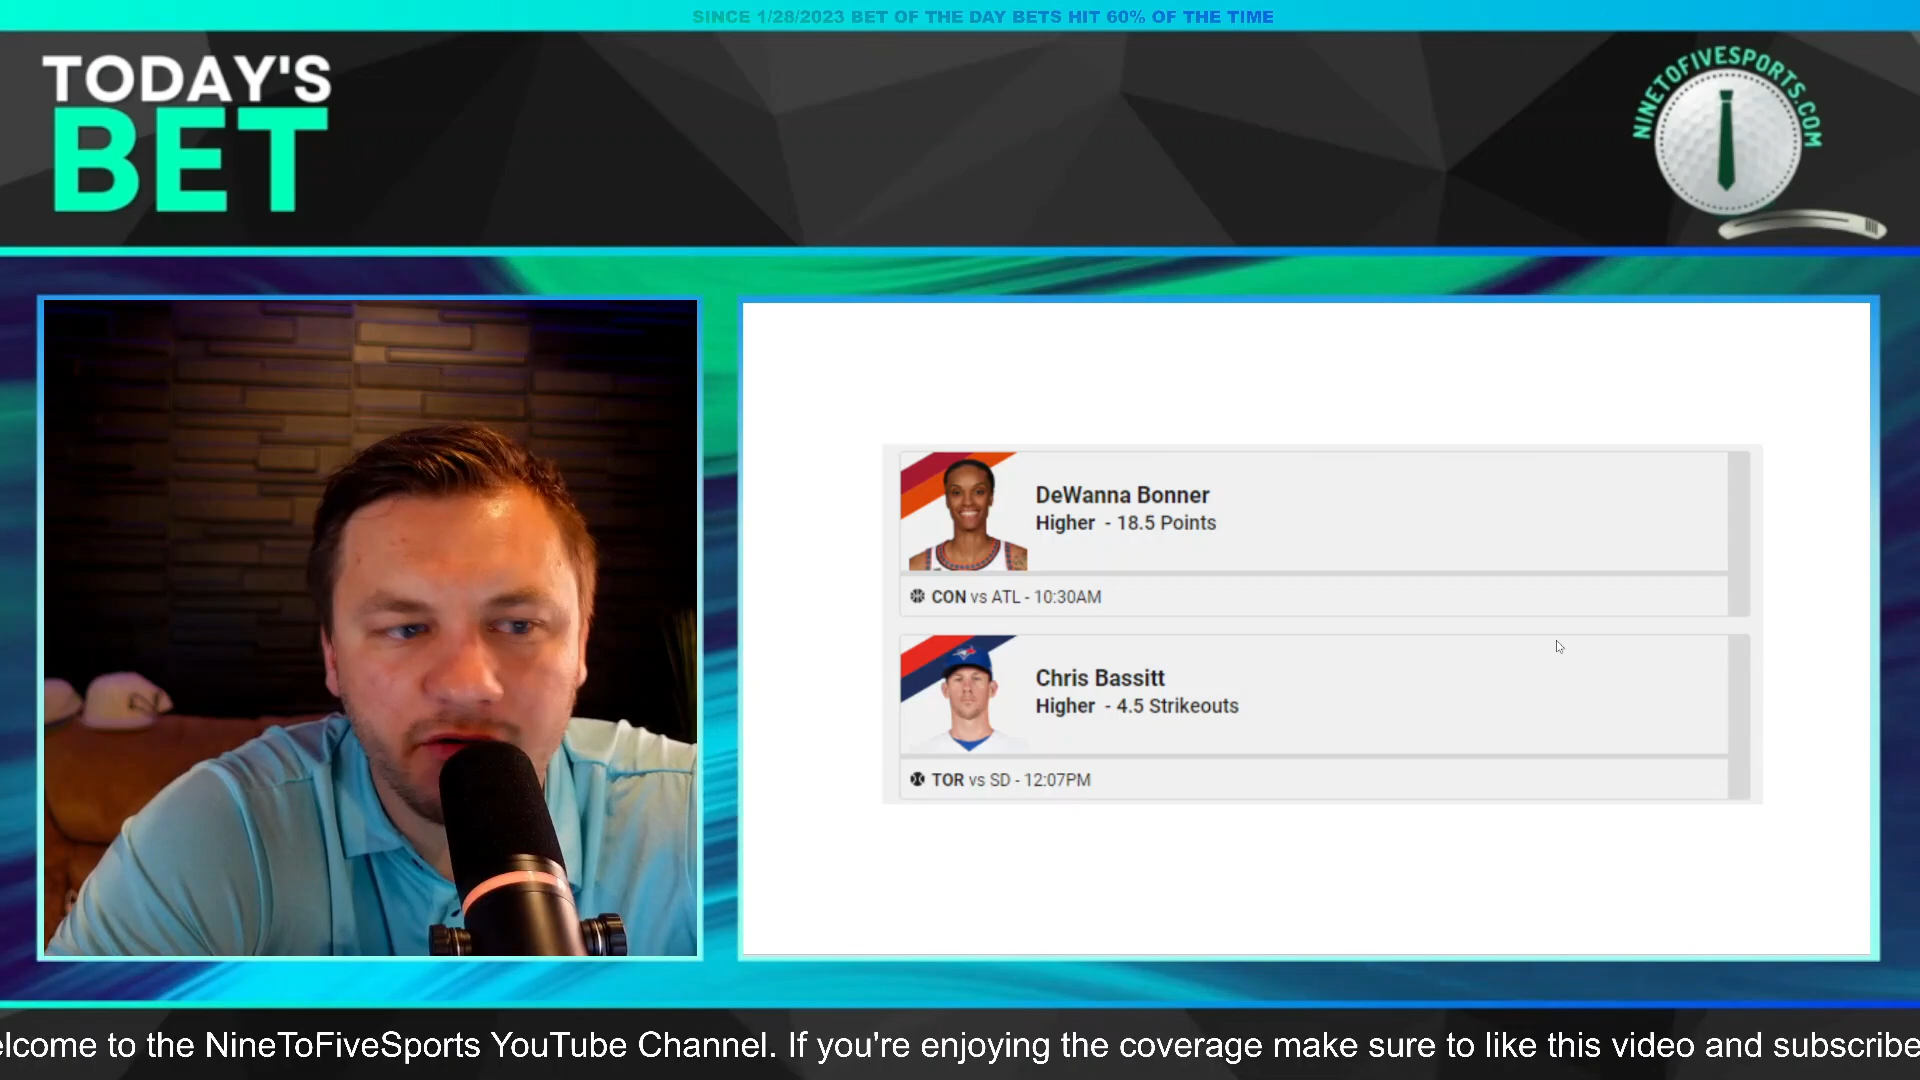 SINCE 1/28/2023 BET OF THE DAY BETS HIT 60% OF THE TIME
TODAY'S
BET
NINETOFIVESPORTS.COM
DeWanna Bonner
Higher - 18.5 Points
CON vs ATL - 10:30AM
Chris Bassitt
Higher - 4.5 Strikeouts
TOR vs SD - 12:07PM
elcome to the NineToFiveSports YouTube Channel. If you're enjoying the coverage make sure to like this video and subscribe